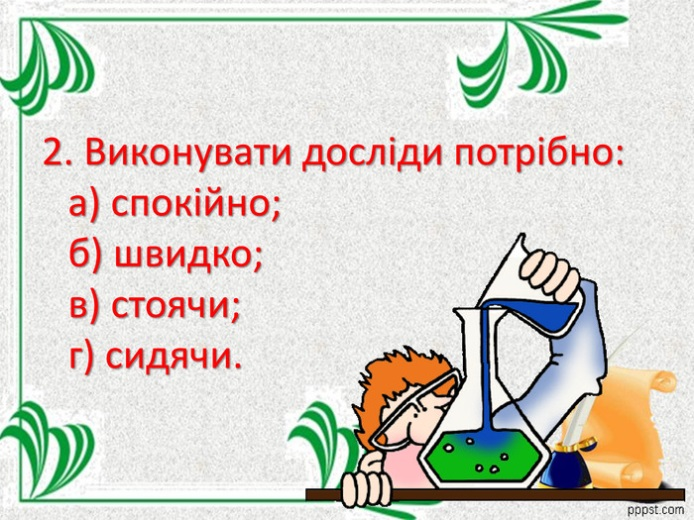 2. Виконувати досліди потрібно:
а) спокійно;
б) швидко;
в) стоячи;
г) сидячи.
pppst.com